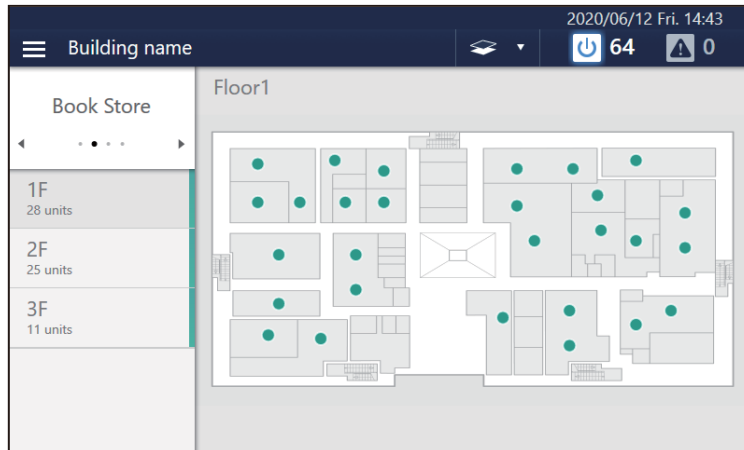 2020/06/12 Fri. 14:43
Building name
64
0
Book Store
1F
28 units
2F
25 units
3F
11 units
Floor1